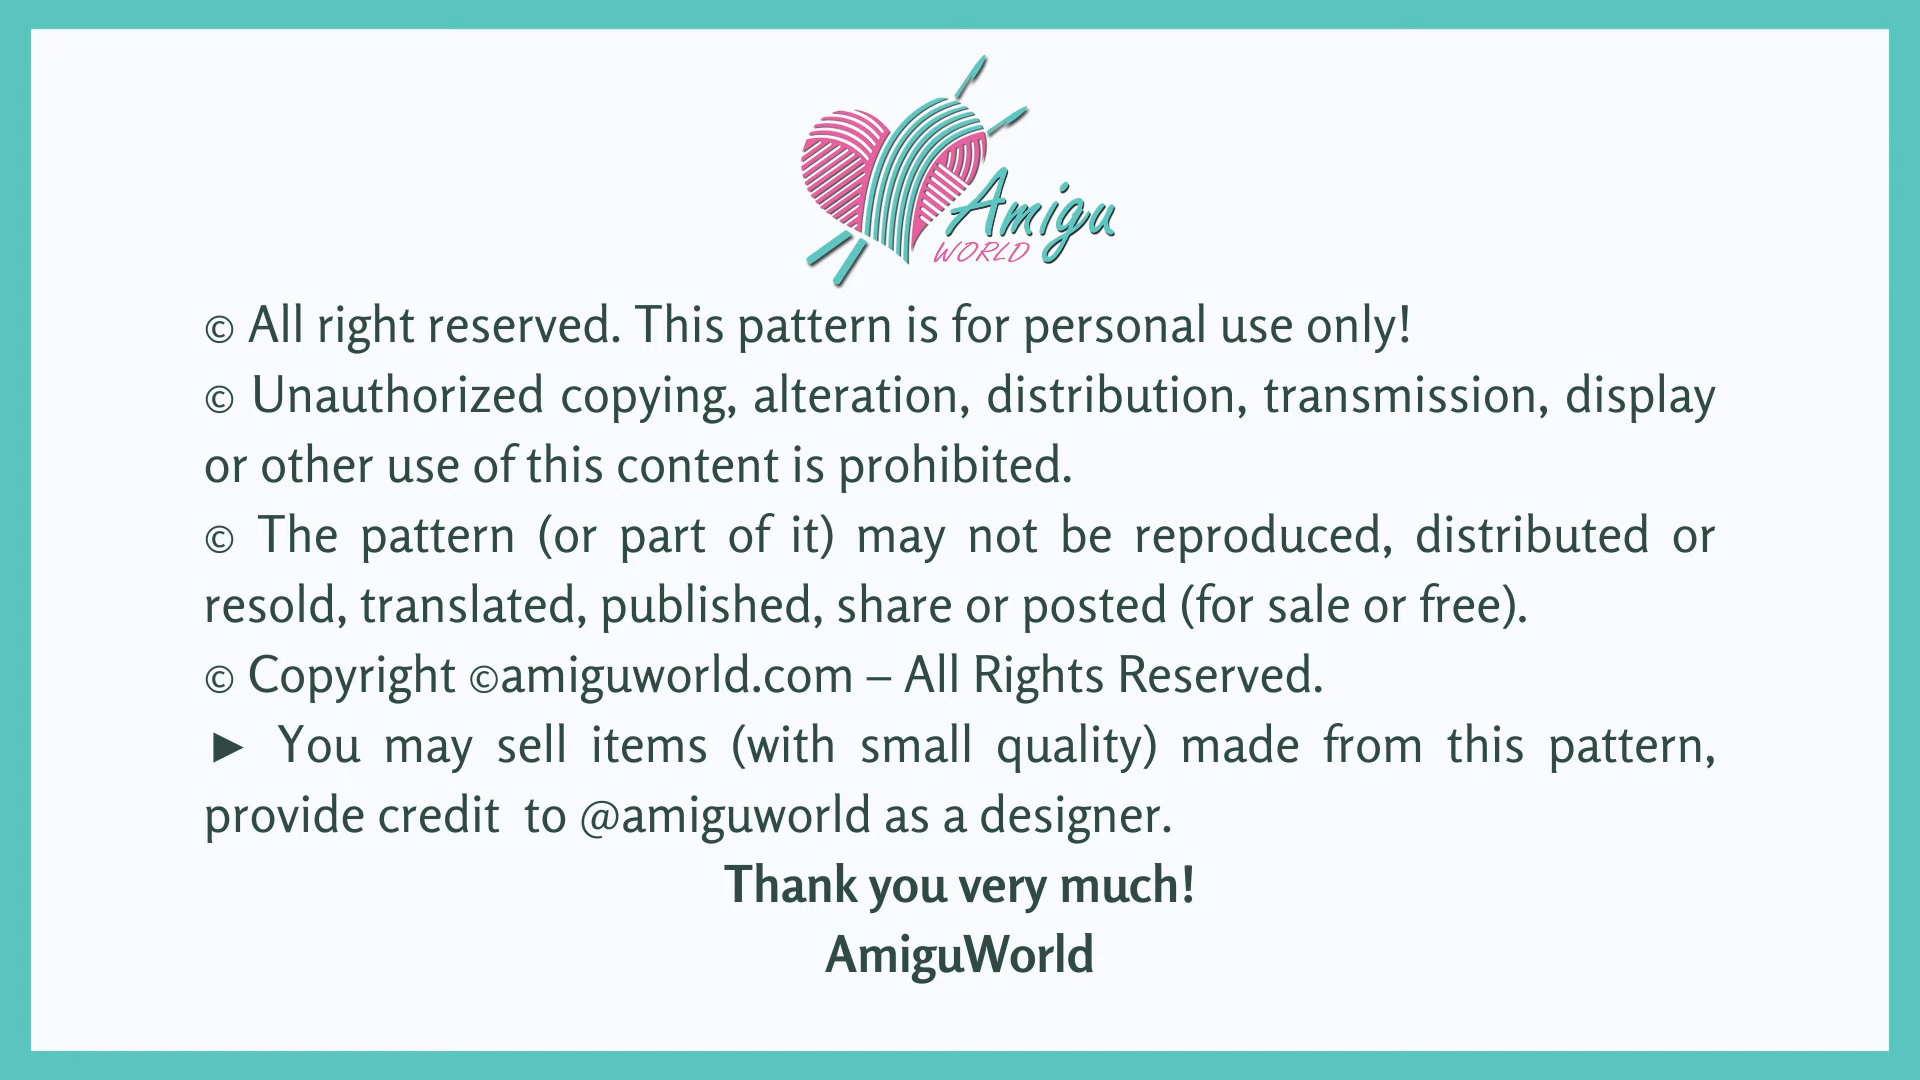 Amigu
WORLD
© All right reserved. This pattern is for personal use only!
© Unauthorized copying, alteration, distribution, transmission, display
or other use of this content is prohibited.
© The pattern (or part of it) may not be reproduced, distributed or
resold, translated, published, share or posted (for sale or free).
© Copyright ©amiguworld.com – All Rights Reserved.
► You may sell items (with small quality) made from this pattern,
provide credit  to @amiguworld as a designer.
Thank you very much!
AmiguWorld